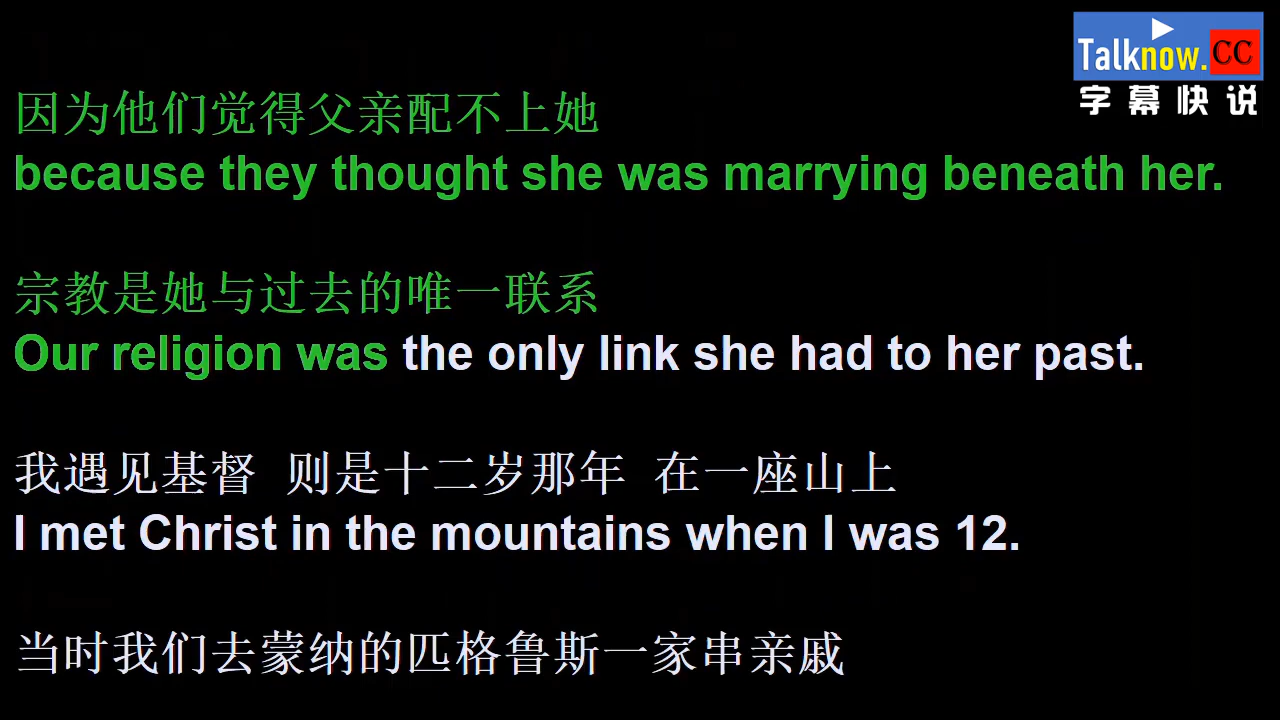 Talknow.CC
字幕快说
因为他们觉得父亲配不上她
because they thought she was marrying beneath her.
宗教是她与过去的唯一联系
Our religion was the only link she had to her past.
我遇见基督 则是十二岁那年 在一座山上
I met Christ in the mountains when I was 12.
当时我们去蒙纳的匹格鲁斯一家串亲戚